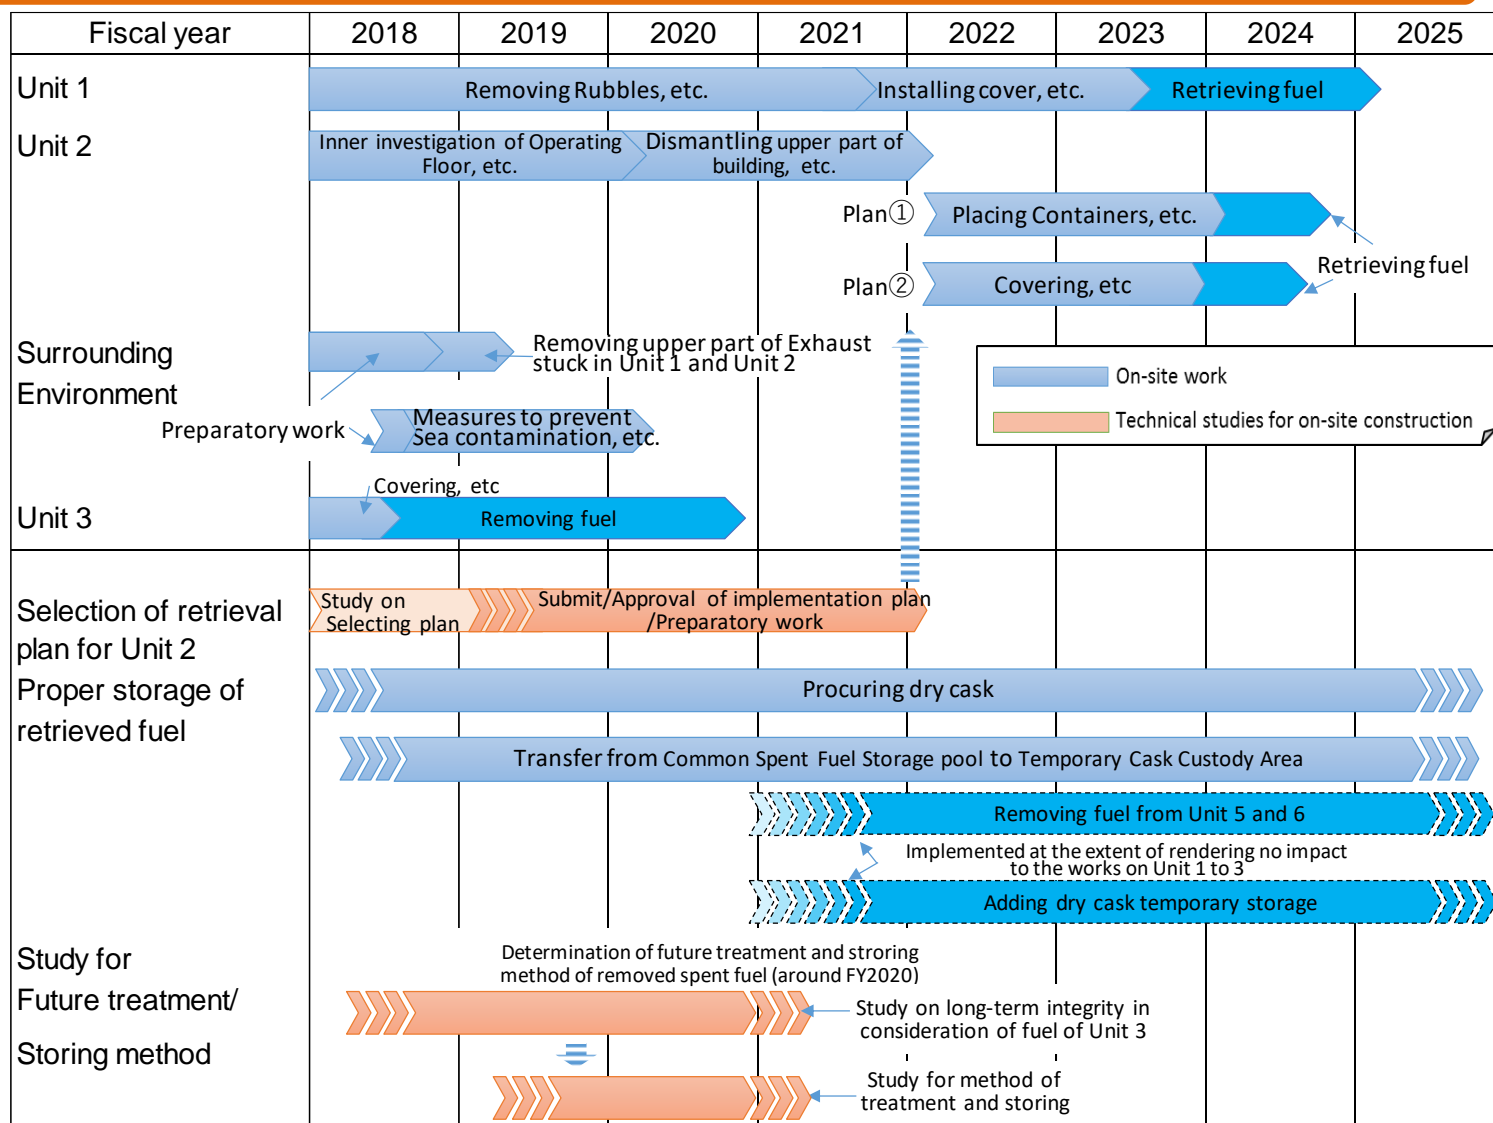 Fiscal year 2018 2019 2020 2021 2022 2023 2024 2025
Unit 1
Removing Rubbles, etc.
Installing cover, etc.
Retrieving fuel
Unit 2
Inner investigation of Operating
Floor, etc.
Dismantling upper part of
building, etc.
Plan①
Placing Containers, etc.
Plan②
Covering, etc
Retrieving fuel
Surrounding
Environment
Removing upper part of Exhaust
stuck in Unit 1 and Unit 2
Preparatory work
Measures to prevent
Sea contamination, etc.
On-site work
Technical studies for on-site construction
Covering, etc
Unit 3
Removing fuel
Selection of retrieval
plan for Unit 2
Study on
Selecting plan
Submit/Approval of implementation plan
/Preparatory work
Proper storage of
retrieved fuel
Procuring dry cask
Transfer from Common Spent Fuel Storage pool to Temporary Cask Custody Area
Removing fuel from Unit 5 and 6
Implemented at the extent of rendering no impact
to the works on Unit 1 to 3
Adding dry cask temporary storage
Study for
Future treatment/
Storing method
Determination of future treatment and stroring
method of removed spent fuel (around FY2020)
Study on long-term integrity in
consideration of fuel of Unit 3
Study for method of
treatment and storing